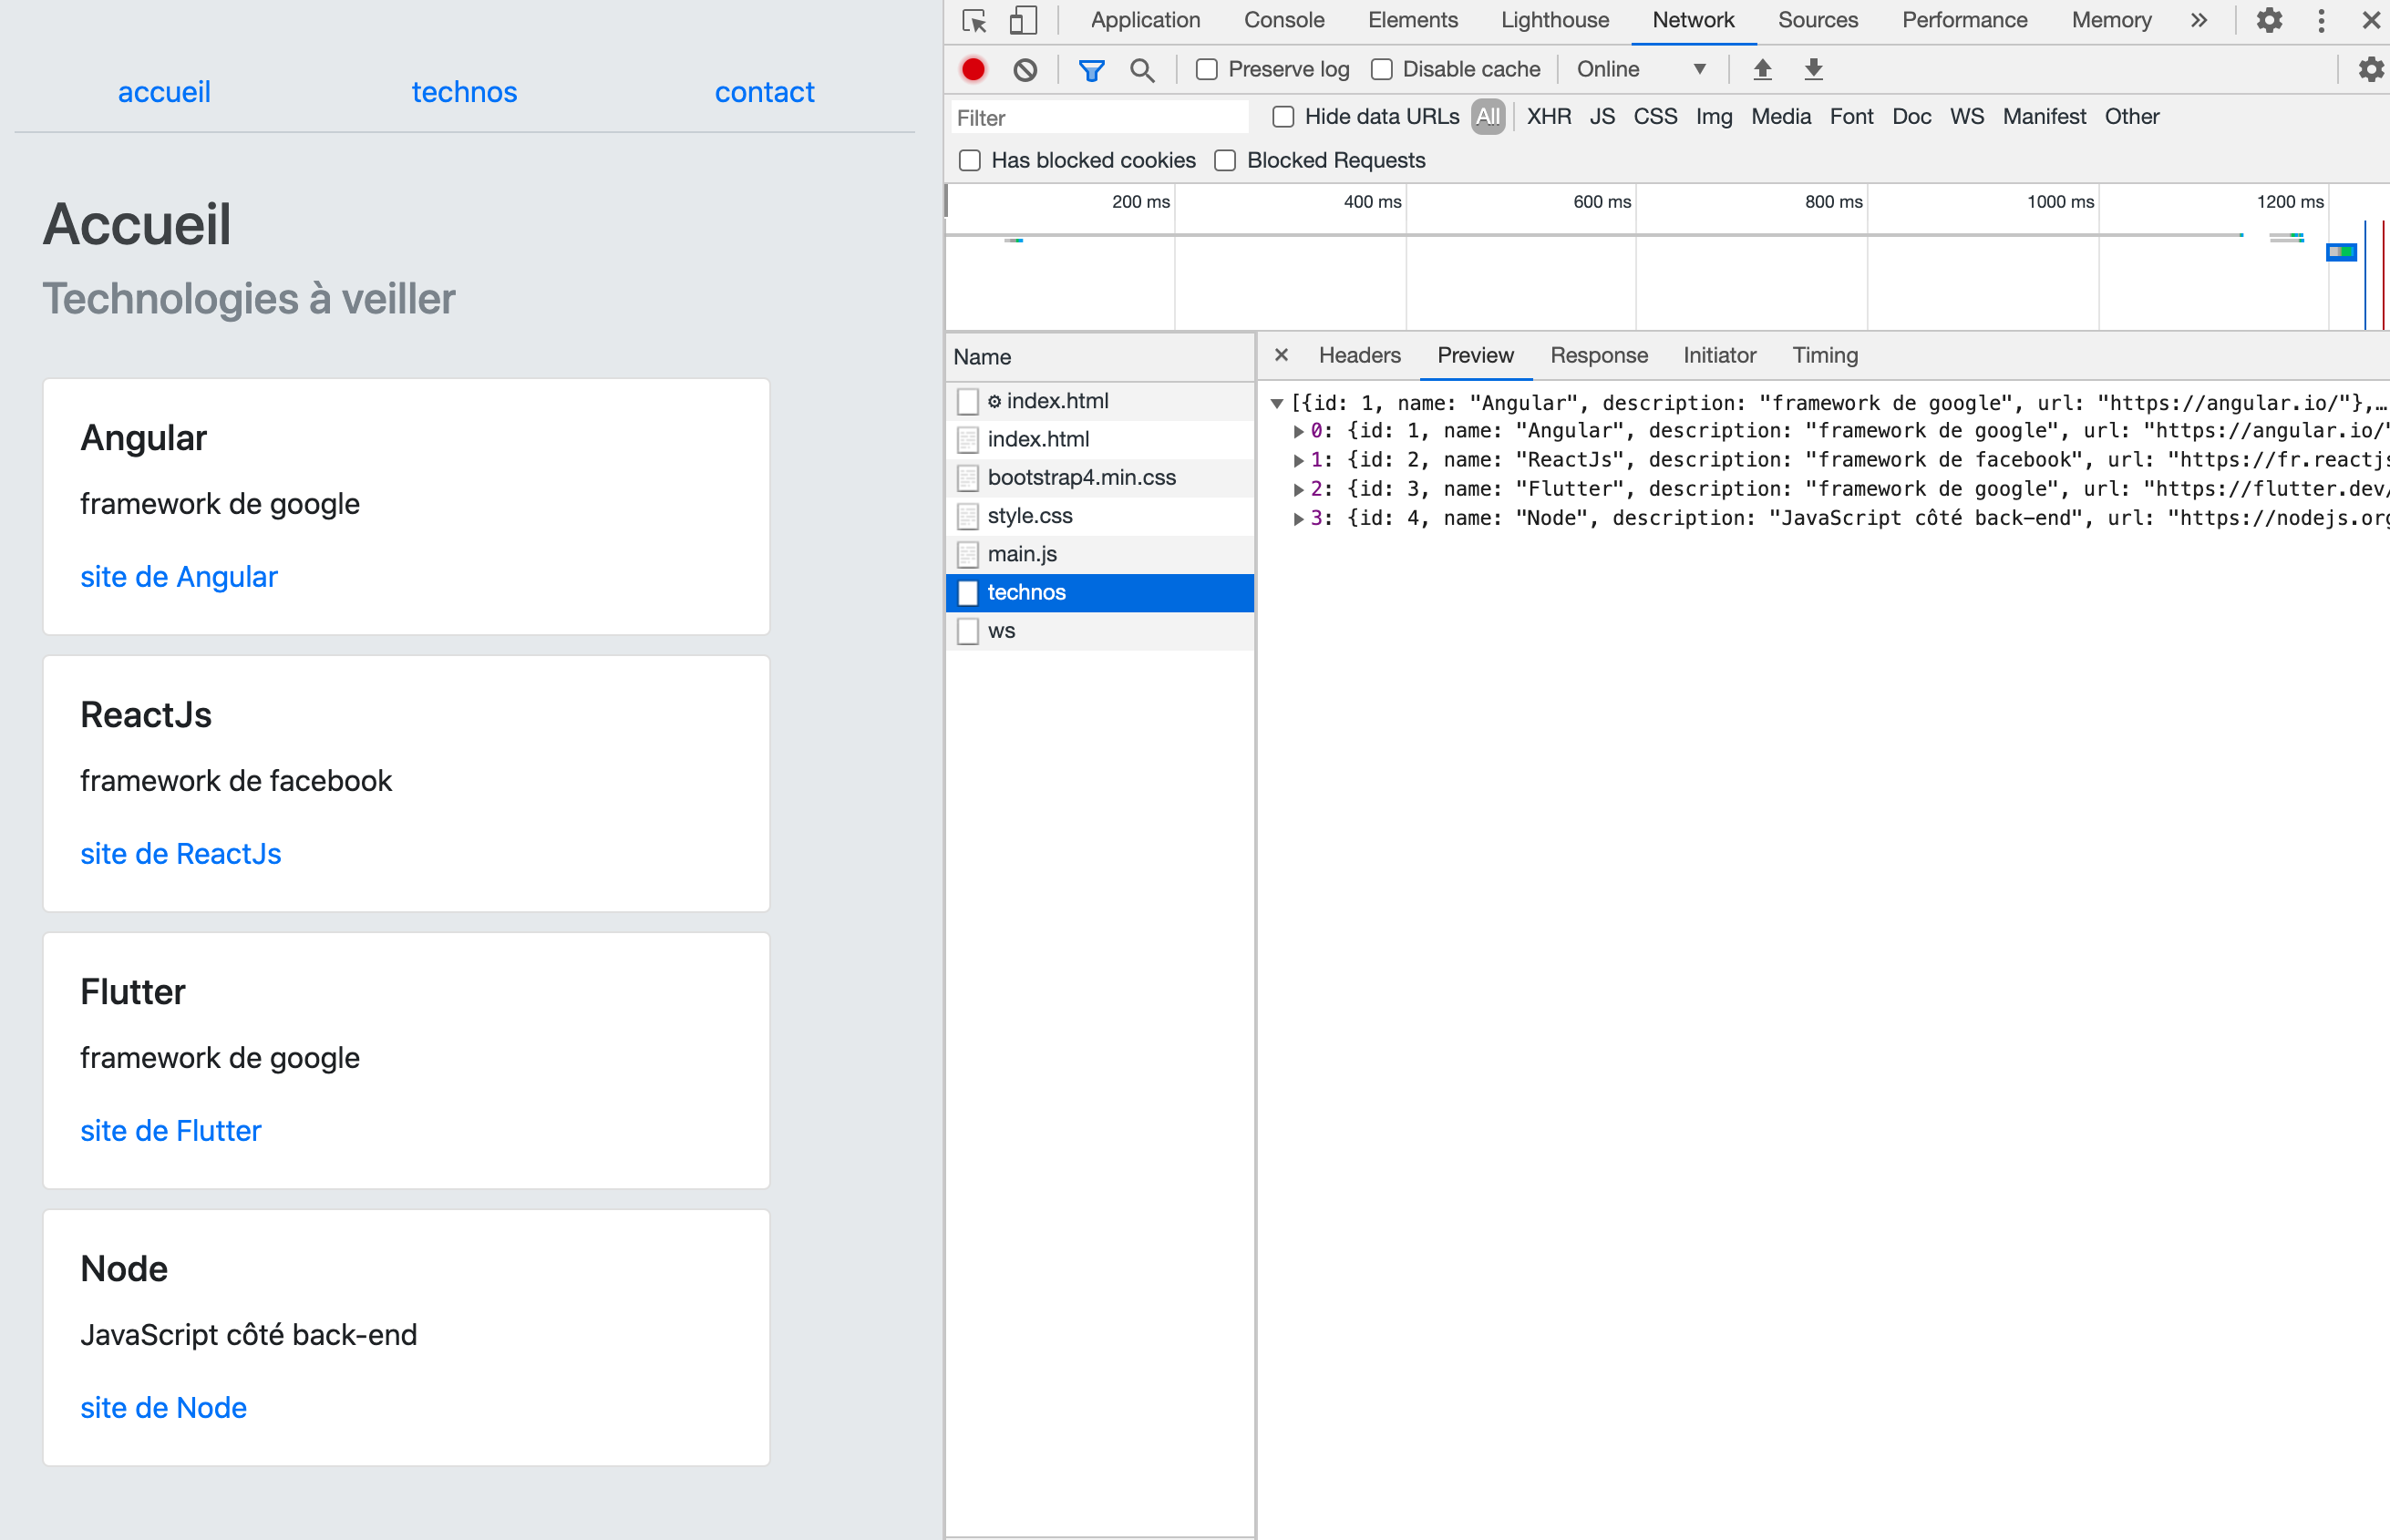 accueil technos contact
Accueil
Technologies à veiller
Angular
framework de google
site de Angular
ReactJs
framework de facebook
site de ReactJs
Flutter
framework de google
site de Flutter
Node
JavaScript côté back-end
site de Node
Application Console Elements Lighthouse Network Sources Performance Memory »
Preserve log Disable cache Online
Filter Hide data URLs All XHR JS CSS Img Media Font Doc WS Manifest Other
Has blocked cookies Blocked Requests
200 ms 400 ms 600 ms 800 ms 1000 ms 1200 ms
Name
index.html
index.html
bootstrap4.min.css
style.css
main.js
technos
ws
Headers Preview Response Initiator Timing
[{id: 1, name: "Angular", description: "framework de google", url: "https://angular.io/"},…
0: {id: 1, name: "Angular", description: "framework de google", url: "https://angular.io/"
1: {id: 2, name: "ReactJs", description: "framework de facebook", url: "https://fr.reactjs
2: {id: 3, name: "Flutter", description: "framework de google", url: "https://flutter.dev/
3: {id: 4, name: "Node", description: "JavaScript côté back-end", url: "https://nodejs.org